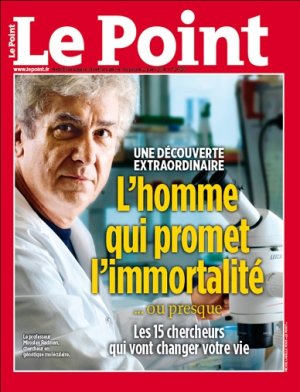 Le Point
Le Point
www.lepoint.fr
UNE DÉCOUVERTE
EXTRAORDINAIRE
L'homme
qui promet
l'immortalité
... ou presque
Les 15 chercheurs
qui vont changer votre vie
Le professeur
Miroslav Radman,
chercheur en
génétique moléculaire.
LEICA